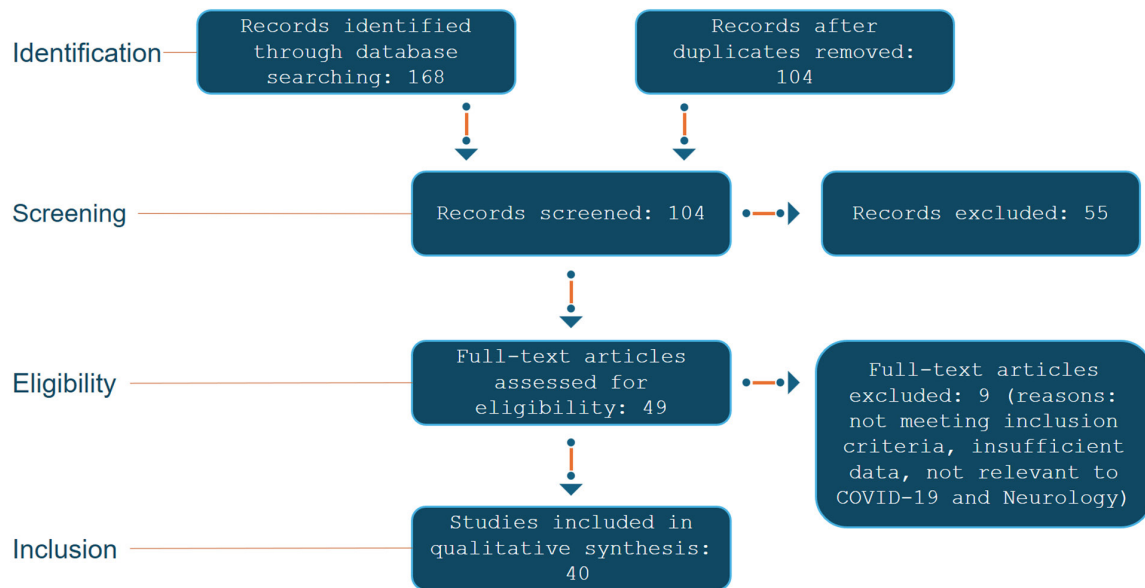 Identification
Records identified
through database
searching: 168
Records after
duplicates removed:
104
Screening
Records screened: 104
Records excluded: 55
Eligibility
Full-text articles
assessed for
eligibility: 49
Full-text articles
excluded: 9 (reasons:
not meeting inclusion
criteria, insufficient
data, not relevant to
COVID-19 and Neurology)
Inclusion
Studies included in
qualitative synthesis:
40